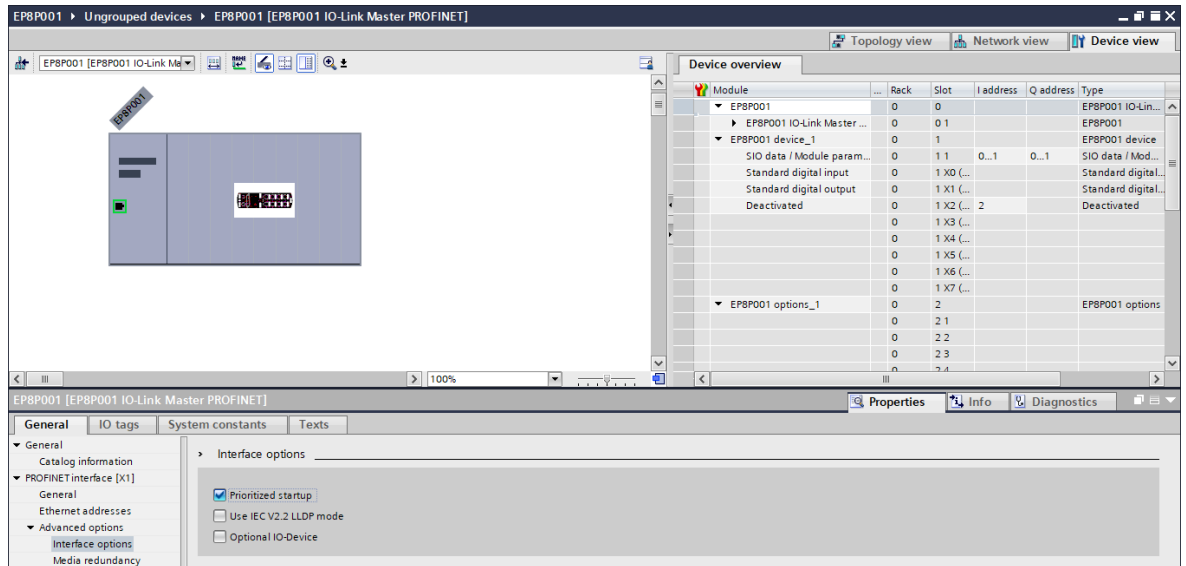 EP8P001 ▸ Ungrouped devices ▸ EP8P001 [EP8P001 IO-Link Master PROFINET]
Topology view Network view Device view
EP8P001 [EP8P001 IO-Link Ma
Device overview
Module ... Rack Slot I address Q address Type
EP8P001 0 0 EP8P001 IO-Lin...
EP8P001 IO-Link Master ... 0 0 1 EP8P001
EP8P001 device_1 0 1 EP8P001 device
SIO data / Module param... 0 1 1 0...1 0...1 SIO data / Mod...
Standard digital input 0 1 X0 (... Standard digital...
Standard digital output 0 1 X1 (... Standard digital...
Deactivated 0 1 X2 (... 2 Deactivated
0 1 X3 (...
0 1 X4 (...
0 1 X5 (...
0 1 X6 (...
0 1 X7 (...
EP8P001 options_1 0 2 EP8P001 options
0 2 1
0 2 2
0 2 3
0 2 4
EP8P001
100%
EP8P001 [EP8P001 IO-Link Master PROFINET]
Properties Info Diagnostics
General IO tags System constants Texts
General
Catalog information
PROFINET interface [X1]
General
Ethernet addresses
Advanced options
Interface options
Media redundancy
Interface options
Prioritized startup
Use IEC V2.2 LLDP mode
Optional IO-Device